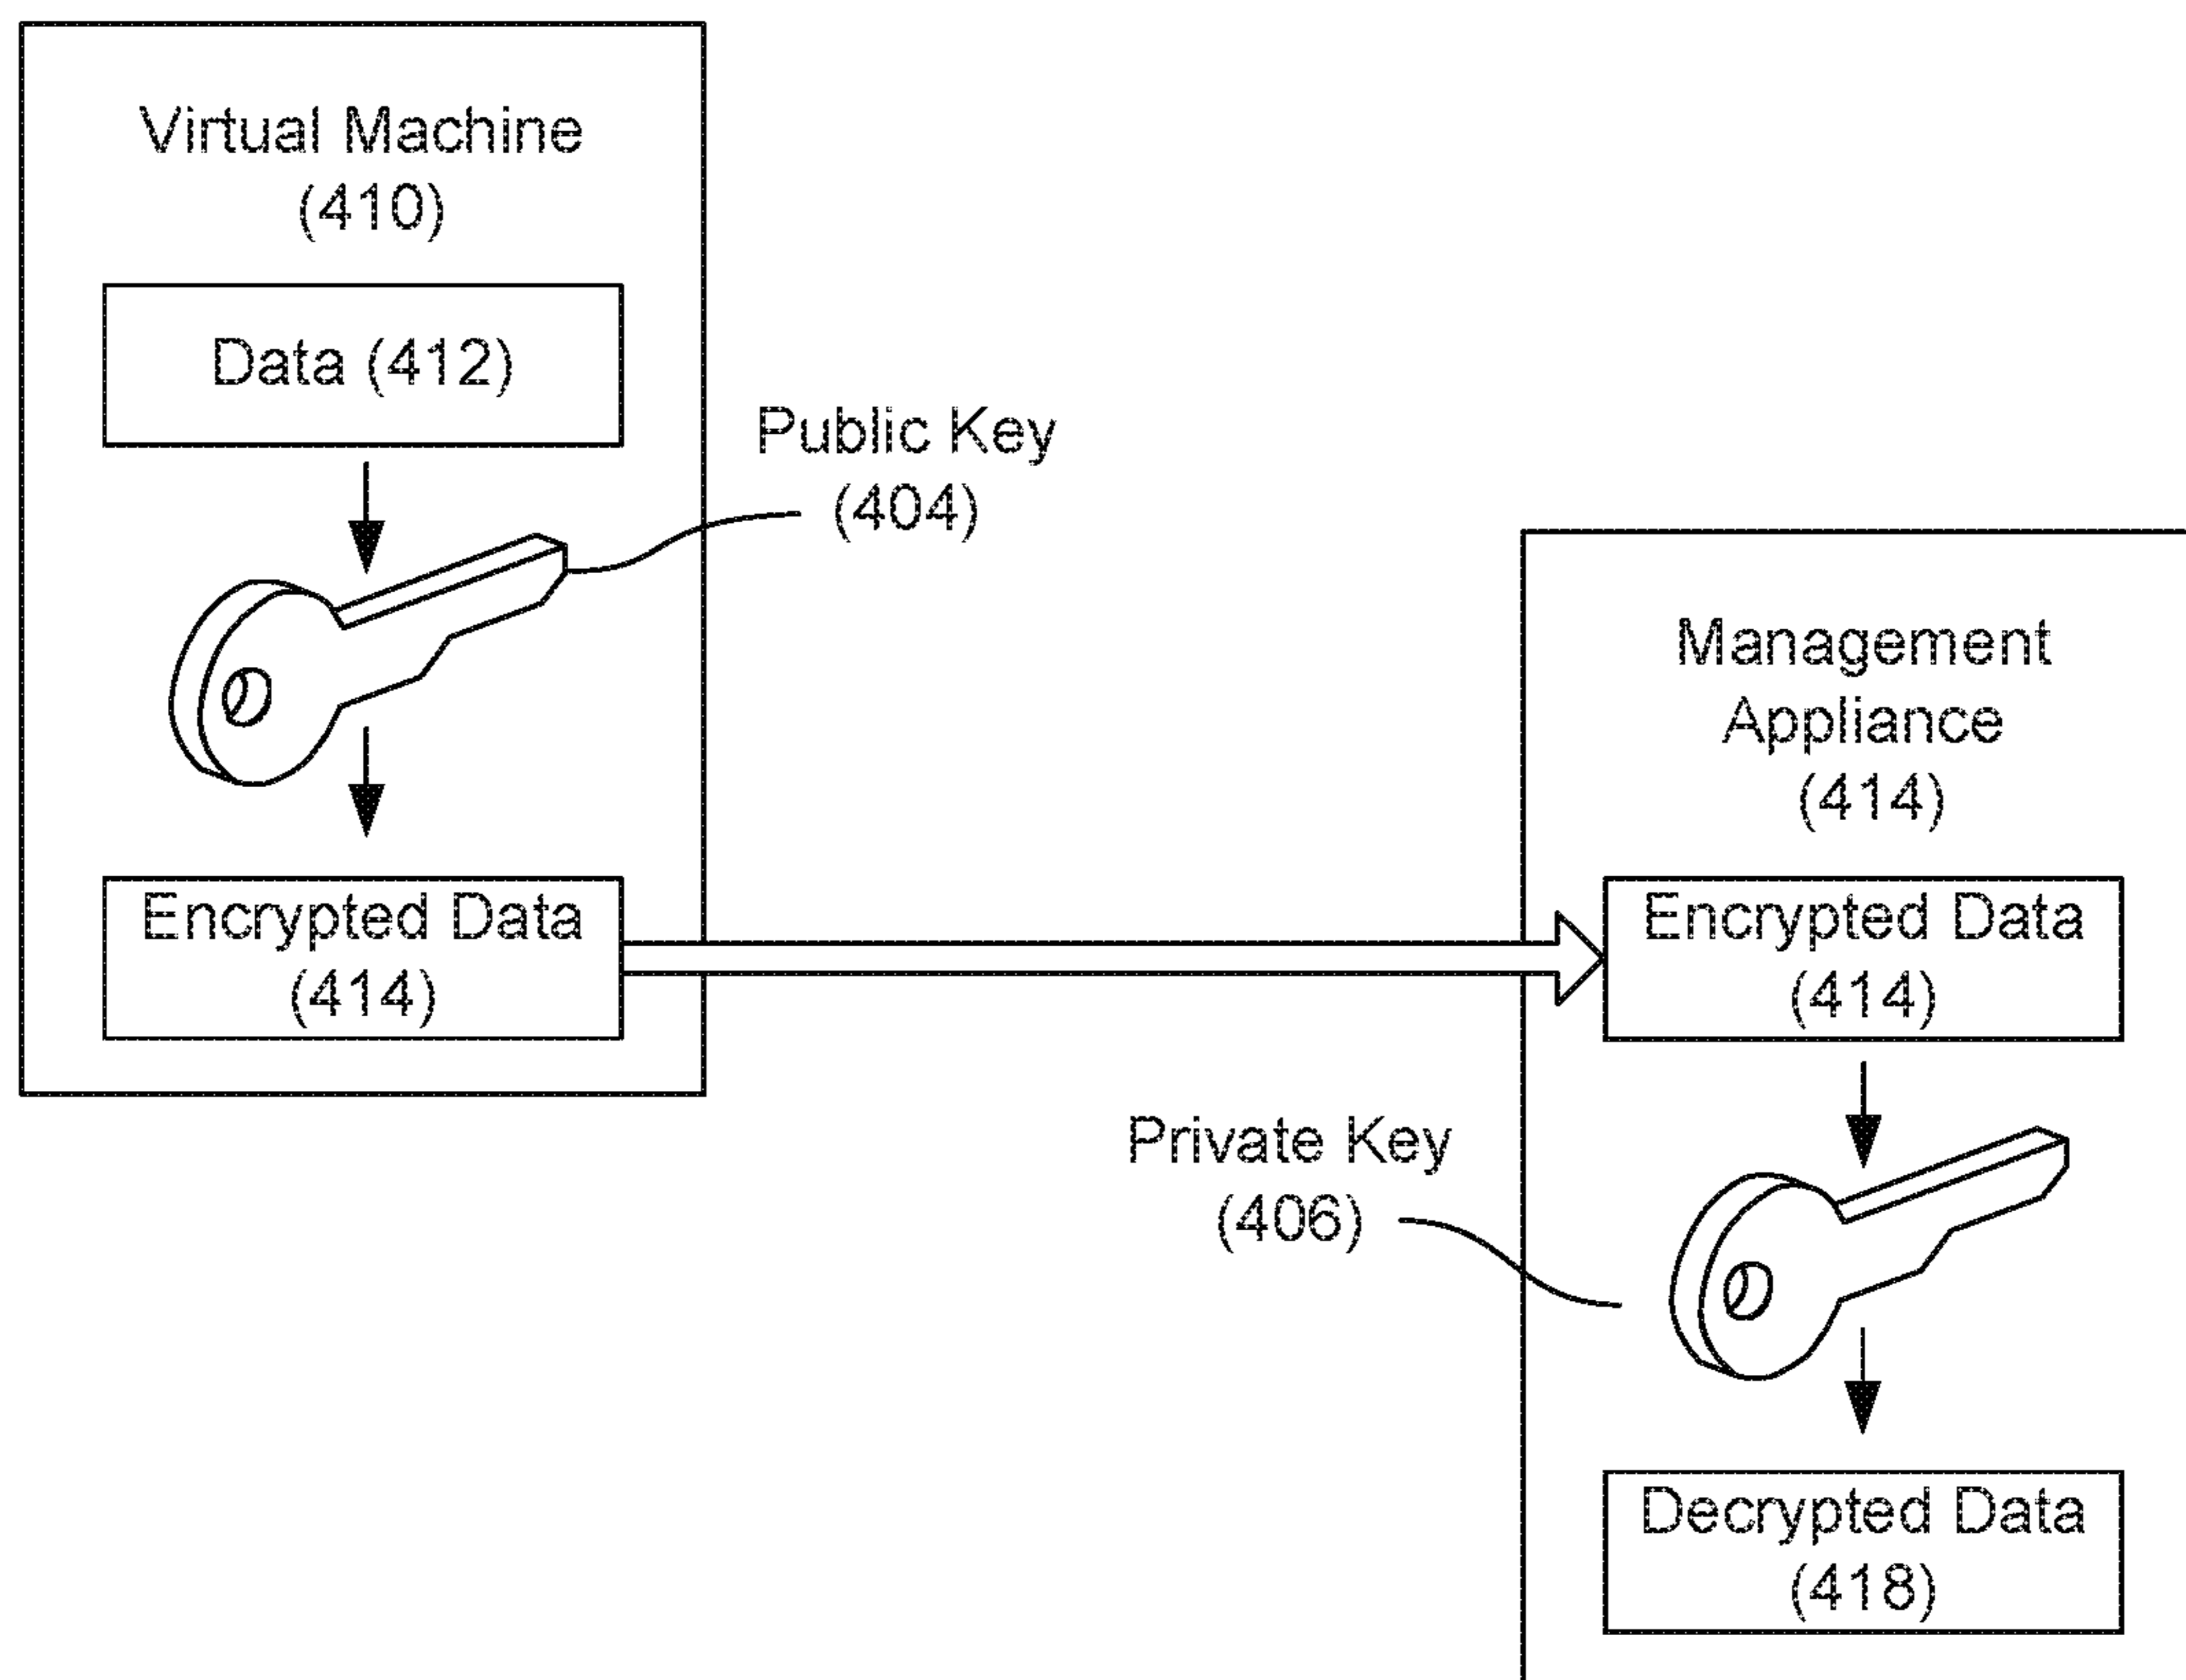 Virtual Machine
(410)
Data (412)
Public Key
(404)
Encrypted Data
(414)
Management
Appliance
(414)
Encrypted Data
(414)
Private Key
(406)
Decrypted Data
(418)